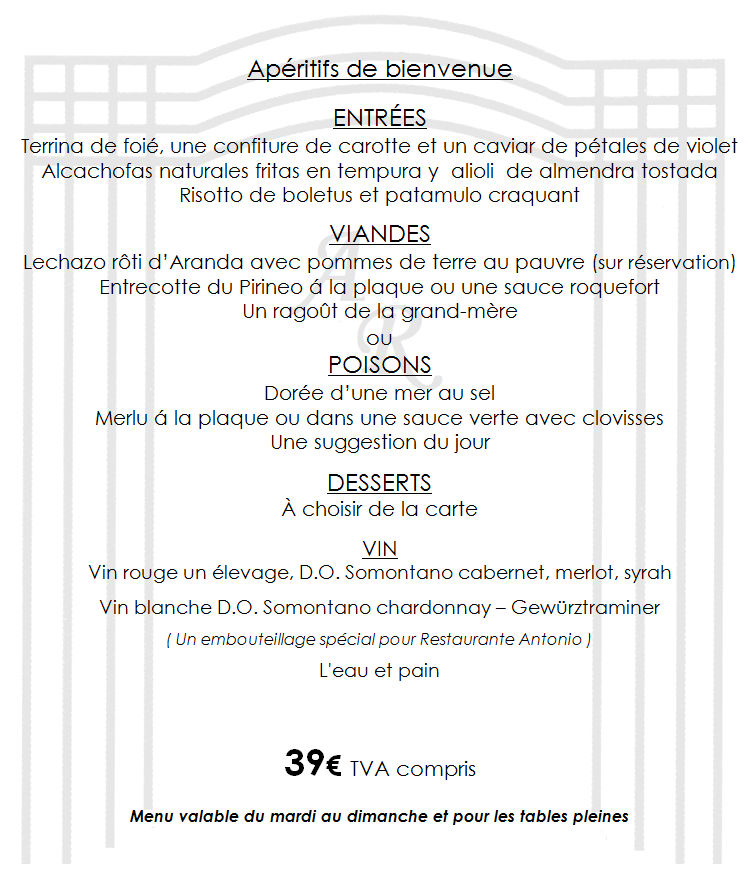 Apéritifs de bienvenue
ENTRÉES
Terrina de foié, une confiture de carotte et un caviar de pétales de violet
Alcachofas naturales fritas en tempura y alioli de almendra tostada
Risotto de boletus et patamulo craquant
VIANDES
Lechazo rôti d’Aranda avec pommes de terre au pauvre (sur réservation)
Entrecotte du Pirineo á la plaque ou une sauce roquefort
Un ragoût de la grand-mère
ou
POISONS
Dorée d’une mer au sel
Merlu á la plaque ou dans une sauce verte avec clovisses
Une suggestion du jour
DESSERTS
À choisir de la carte
VIN
Vin rouge un élevage, D.O. Somontano cabernet, merlot, syrah
Vin blanche D.O. Somontano chardonnay – Gewürztraminer
( Un embouteillage spécial pour Restaurante Antonio )
L'eau et pain
39€ TVA compris
Menu valable du mardi au dimanche et pour les tables pleines
AR